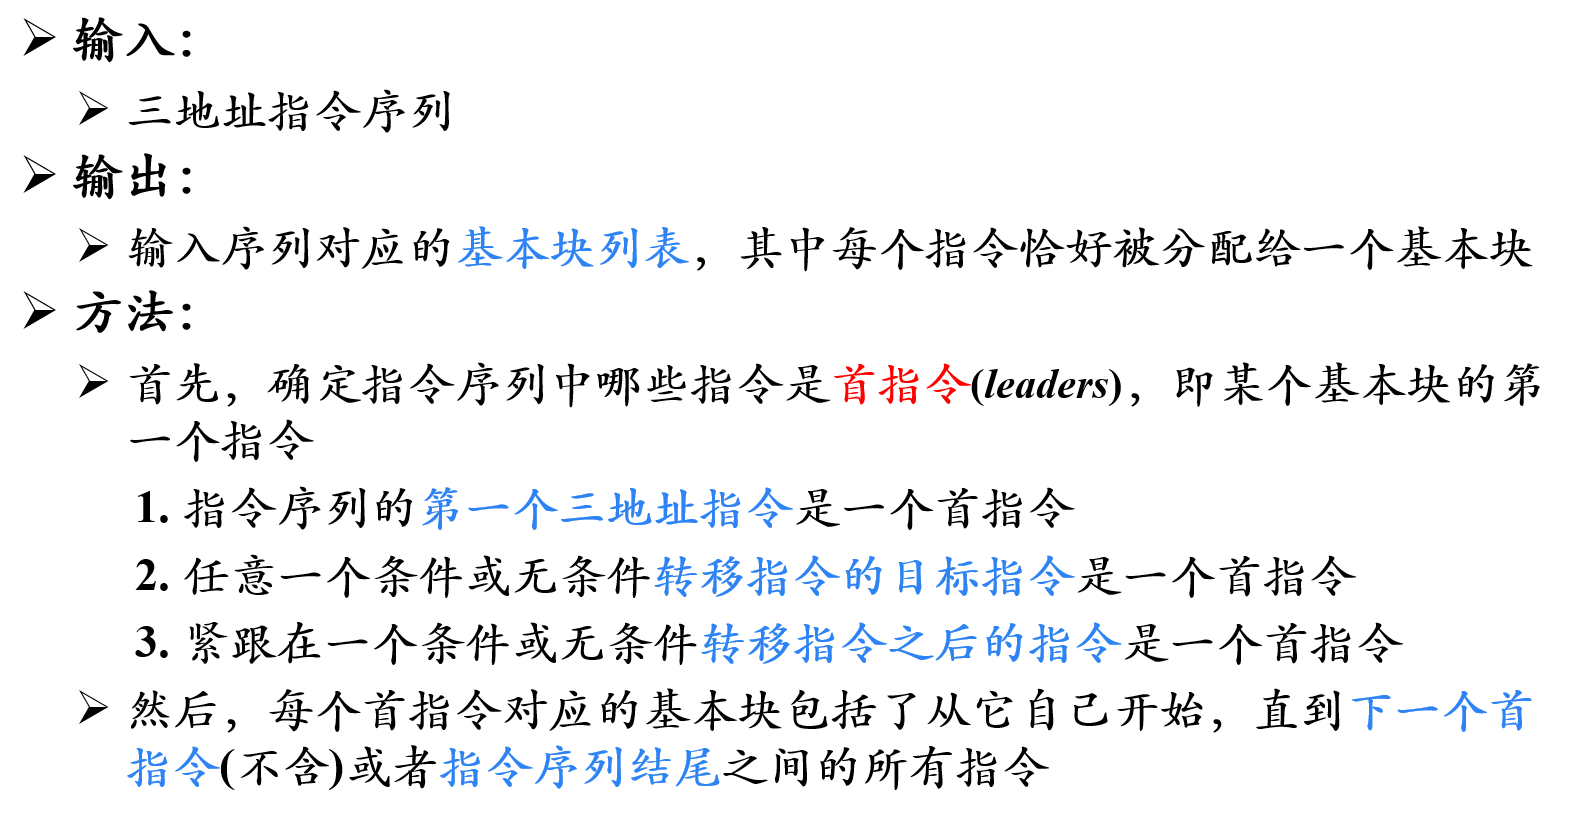 ➢ 输入:
➢ 三地址指令序列
➢ 输出:
➢ 输入序列对应的基本块列表，其中每个指令恰好被分配给一个基本块
➢ 方法:
➢ 首先，确定指令序列中哪些指令是首指令(leaders)，即某个基本块的第
一个指令
1. 指令序列的第一个三地址指令是一个首指令
2. 任意一个条件或无条件转移指令的目标指令是一个首指令
3. 紧跟在一个条件或无条件转移指令之后的指令是一个首指令
➢ 然后，每个首指令对应的基本块包括了从它自己开始，直到下一个首
指令(不含)或者指令序列结尾之间的所有指令